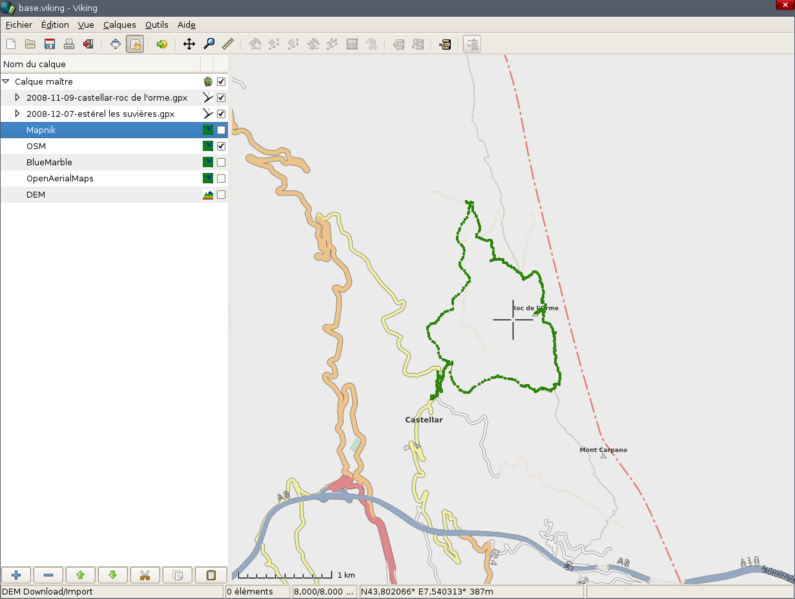 base.viking - Viking
Fichier Édition Vue Calques Outils Aide
Nom du calque
Calque maître
2008-11-09-castellar-roc de l'orme.gpx
2008-12-07-estérel les suvières.gpx
Mapnik
OSM
BlueMarble
OpenAerialMaps
DEM
roc de l'orme
Castellar
Mont Carpano
A8
A8
A10
1 km
DEM Download/Import 0 éléments 8,000/8,000 ... N43,802066° E7,540313° 387m